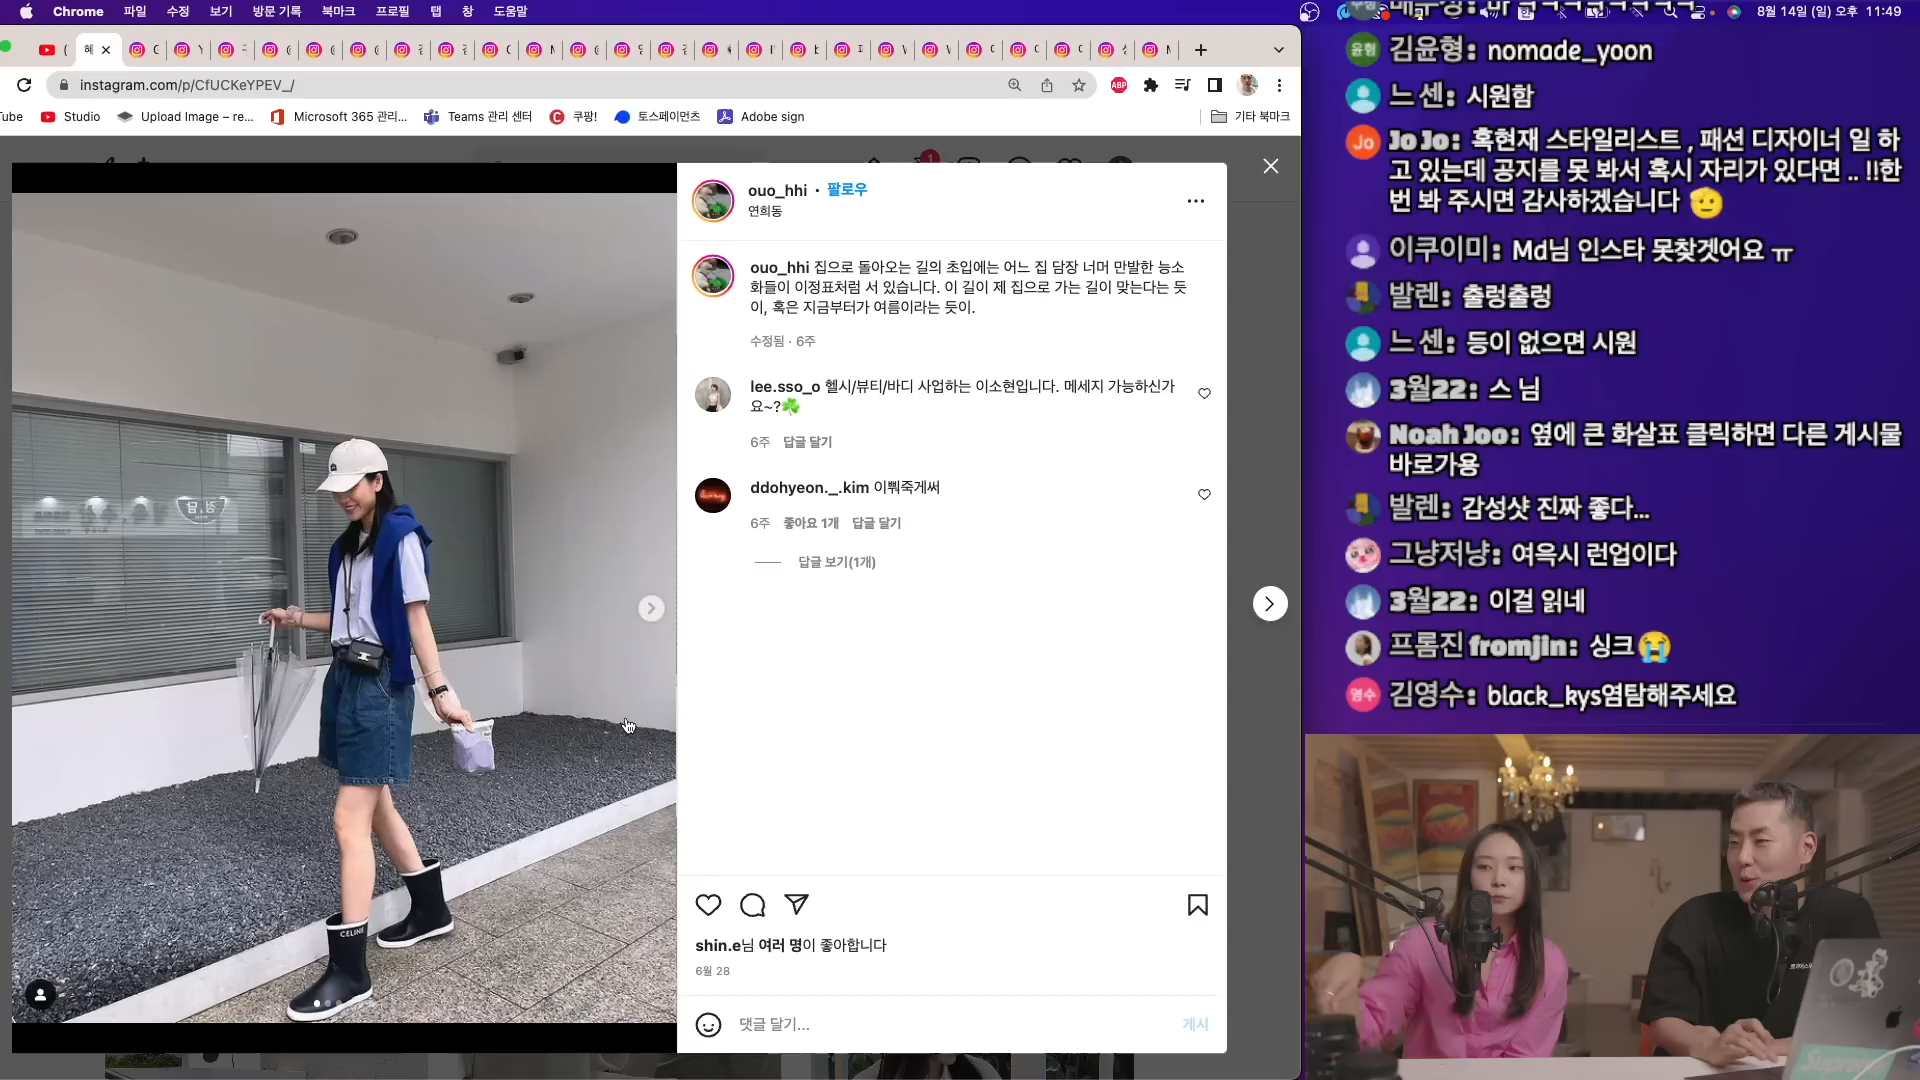 Chrome 파일 수정 보기 방문 기록 북마크 프로필 탭 창 도움말
8월 14일 (일) 오후 11:49
instagram.com/p/CfUCKeYPEV_/
Studio
Upload Image – re...
Microsoft 365 관리...
Teams 관리 센터
쿠팡!
토스페이먼츠
Adobe sign
기타 북마크
ouo_hhi • 팔로우
연희동
ouo_hhi 집으로 돌아오는 길의 초입에는 어느 집 담장 너머 만발한 능소
화들이 이정표처럼 서 있습니다. 이 길이 제 집으로 가는 길이 맞는다는 듯
이, 혹은 지금부터가 여름이라는 듯이.
수정됨 · 6주
lee.sso_o 헬시/뷰티/바디 사업하는 이소현입니다. 메세지 가능하신가
요~?☘️
6주 답글 달기
ddohyeon._.kim 이뿨죽게써
6주 좋아요 1개 답글 달기
답글 보기(1개)
shin.e님 여러 명이 좋아합니다
6월 28
댓글 달기...
게시
CELINE
김윤형: nomade_yoon
느 센: 시원함
Jo Jo: 혹현재 스타일리스트 , 패션 디자이너 일 하
고 있는데 공지를 못 봐서 혹시 자리가 있다면 .. !!한
번 봐 주시면 감사하겠습니다 🫡
이쿠이미: Md님 인스타 못찾겟어요 ㅠ
발렌: 출렁출렁
느 센: 등이 없으면 시원
3월22: 스 님
Noah Joo: 옆에 큰 화살표 클릭하면 다른 게시물
바로가용
발렌: 감성샷 진짜 좋다...
그냥저냥: 여윽시 런업이다
3월22: 이걸 읽네
프롬진 fromjin: 싱크😭
김영수: black_kys염탐해주세요
Supreme